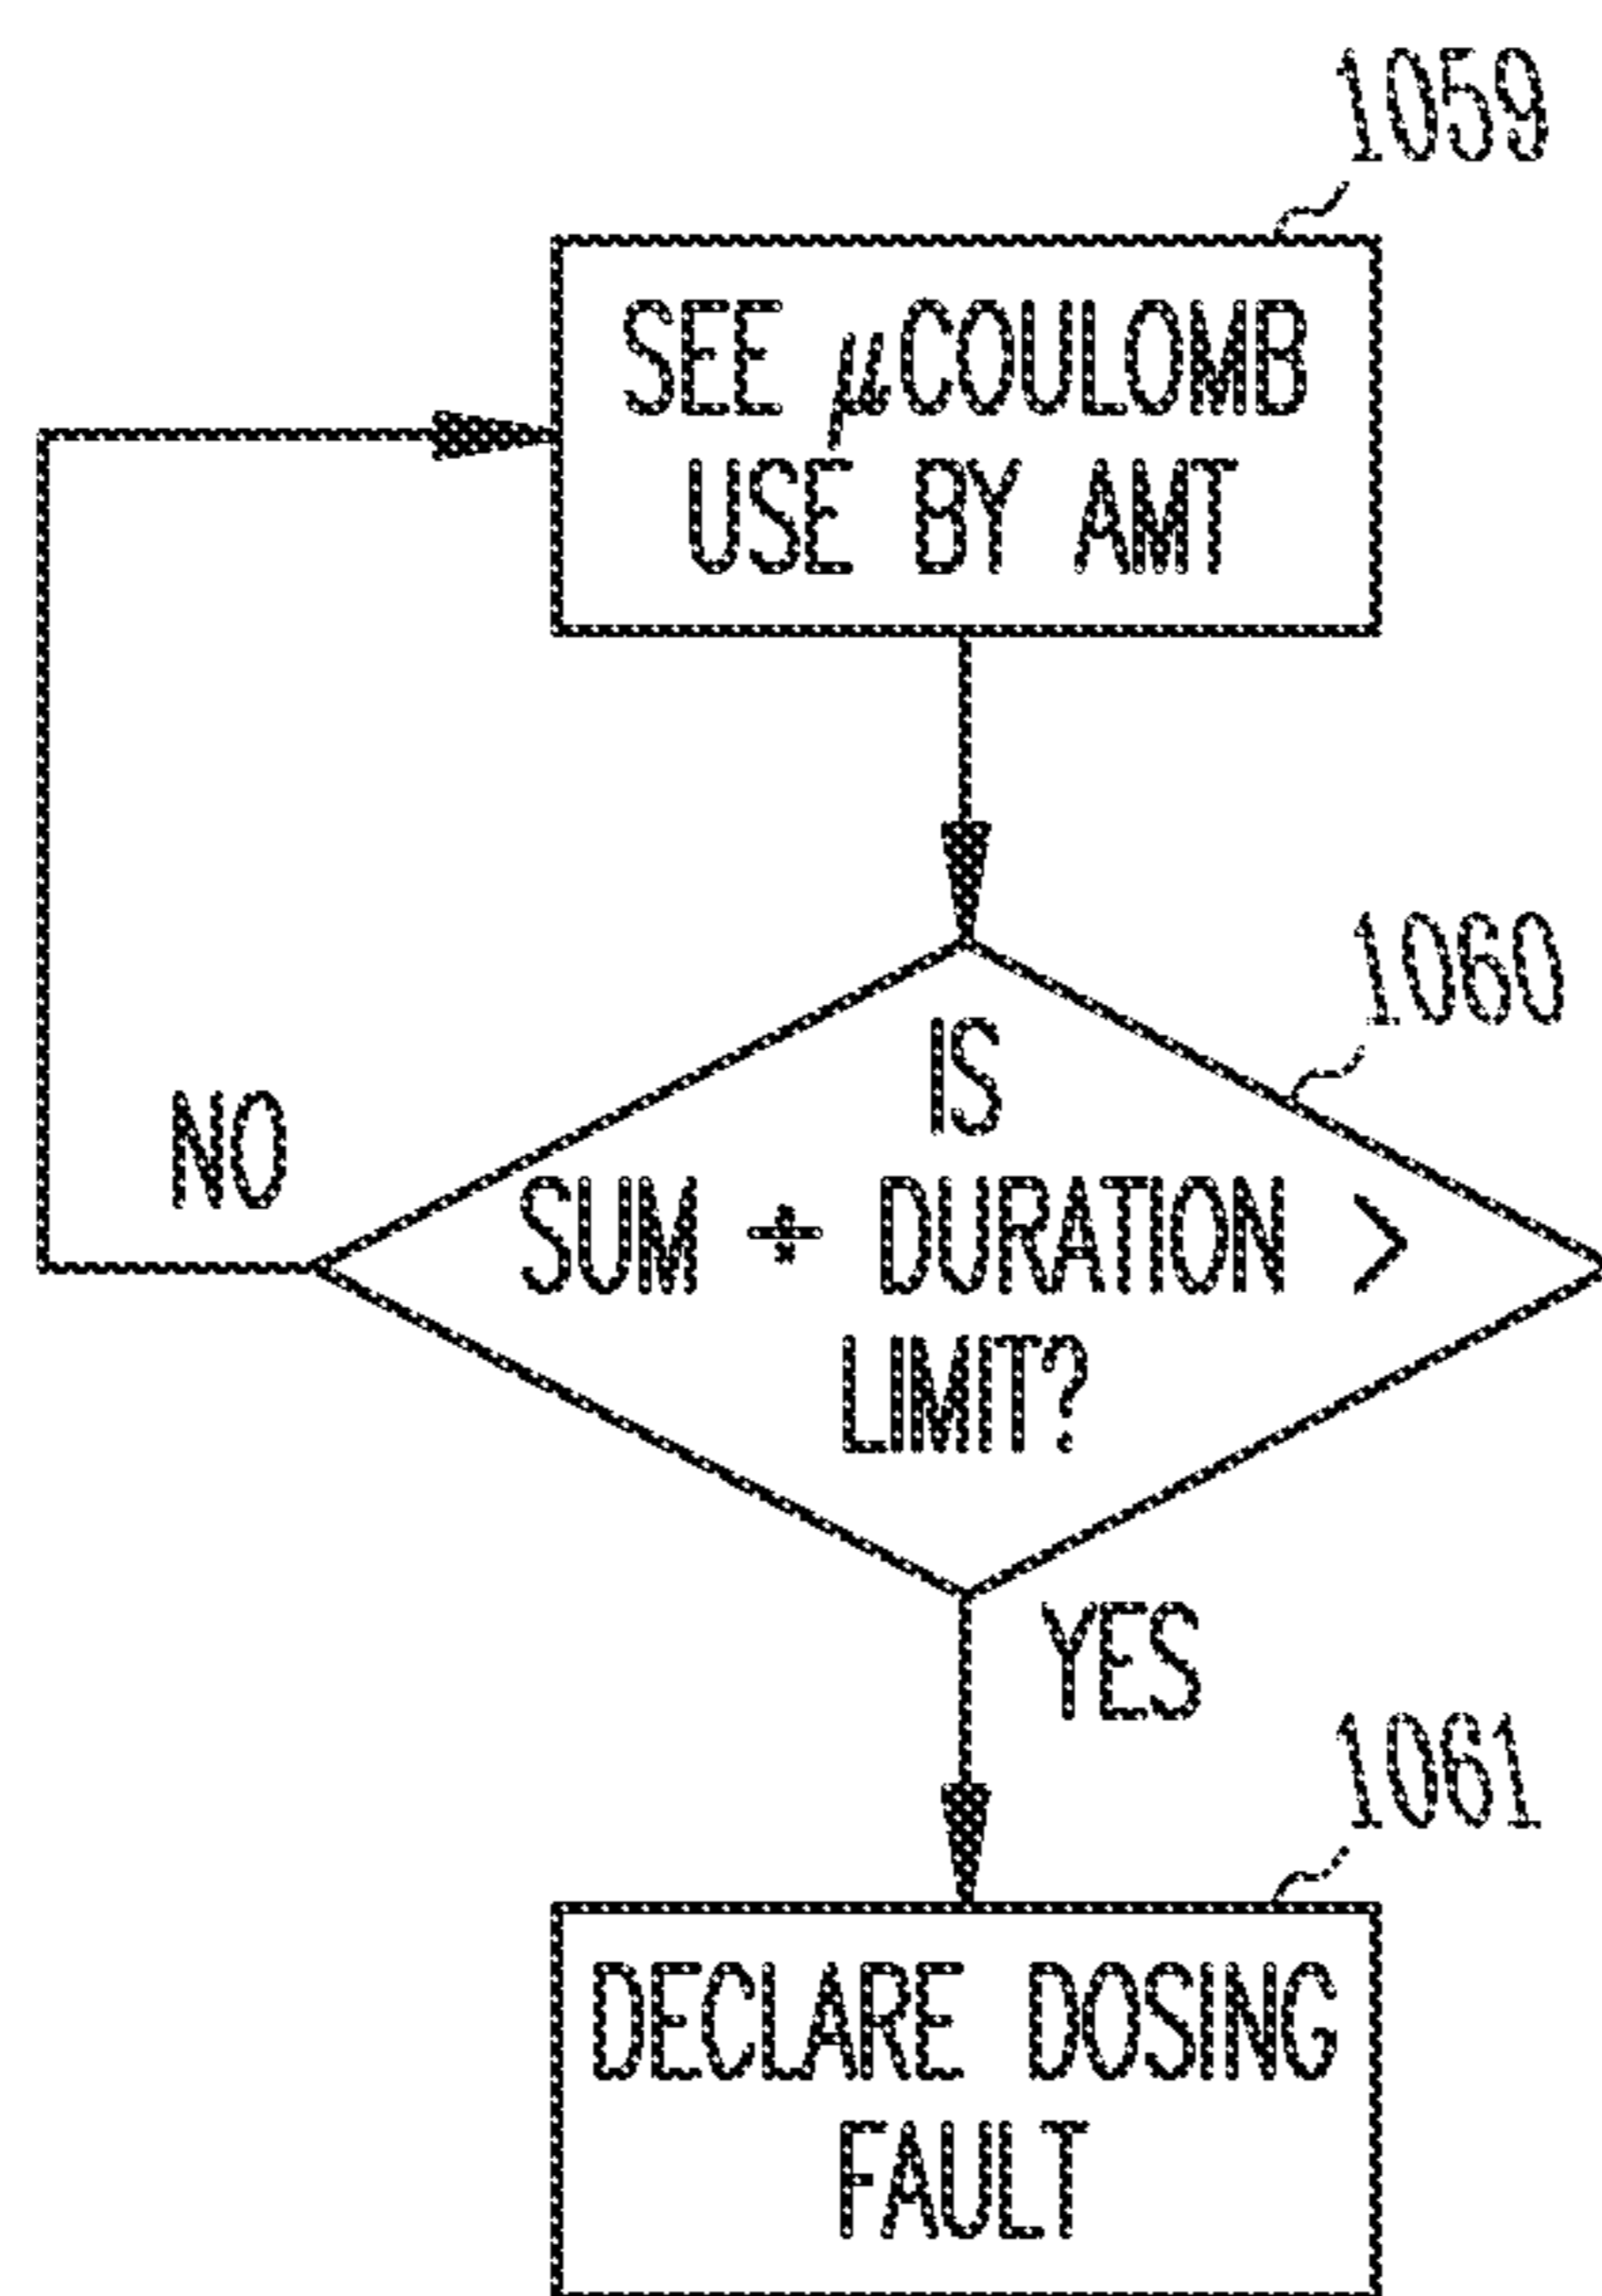 1059
SEE µCOULOMB
USE BY AMT
1060
IS
SUM ÷ DURATION >
LIMIT?
NO
YES
1061
DECLARE DOSING
FAULT